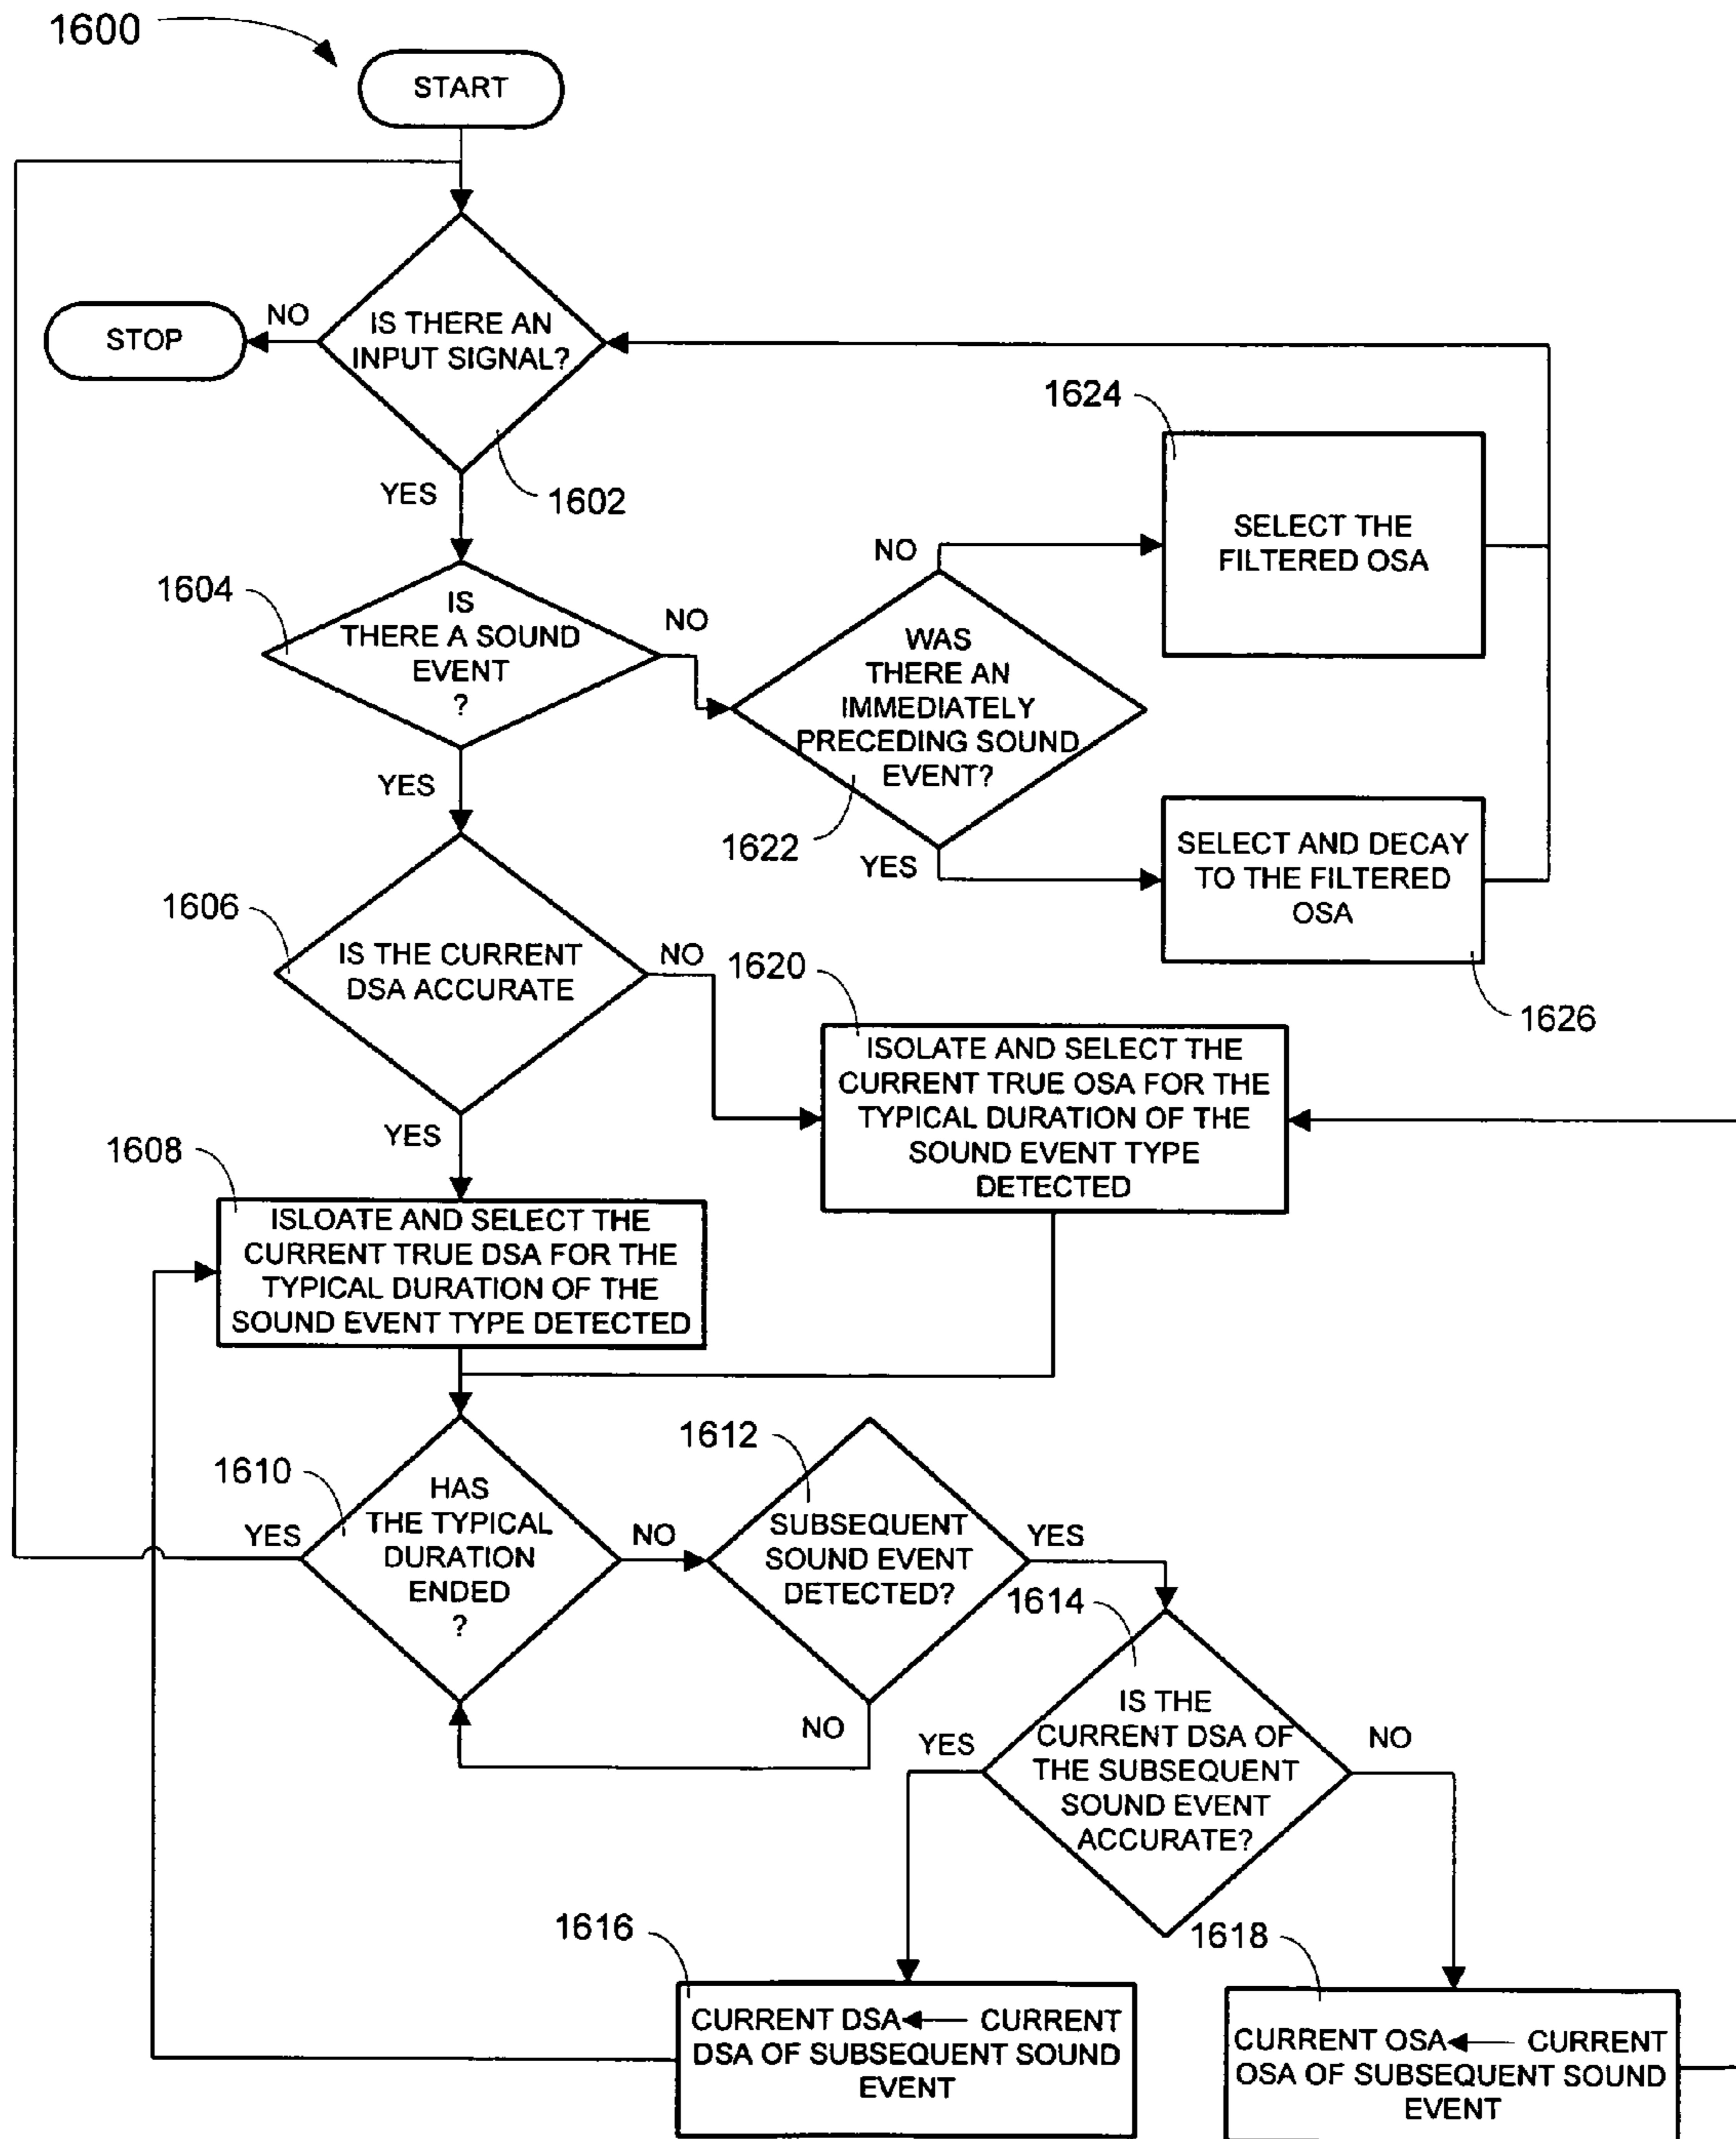 1600
START
NO
STOP
IS THERE AN
INPUT SIGNAL?
YES
1602
1624
SELECT THE
FILTERED OSA
1604
IS
THERE A SOUND
EVENT
?
NO
NO
WAS
THERE AN
IMMEDIATELY
PRECEDING SOUND
EVENT?
1622
YES
YES
SELECT AND DECAY
TO THE FILTERED
OSA
1626
1606
IS THE CURRENT
DSA ACCURATE
NO
1620
ISOLATE AND SELECT THE
CURRENT TRUE OSA FOR THE
TYPICAL DURATION OF THE
SOUND EVENT TYPE
DETECTED
YES
1608
ISLOATE AND SELECT THE
CURRENT TRUE DSA FOR THE
TYPICAL DURATION OF THE
SOUND EVENT TYPE DETECTED
1610
YES
HAS
THE TYPICAL
DURATION
ENDED
?
NO
1612
SUBSEQUENT
SOUND EVENT
DETECTED?
YES
NO
1614
IS THE
CURRENT DSA OF
THE SUBSEQUENT
SOUND EVENT
ACCURATE?
YES
NO
1616
CURRENT DSA ← CURRENT
DSA OF SUBSEQUENT SOUND
EVENT
1618
CURRENT OSA ← CURRENT
OSA OF SUBSEQUENT SOUND
EVENT